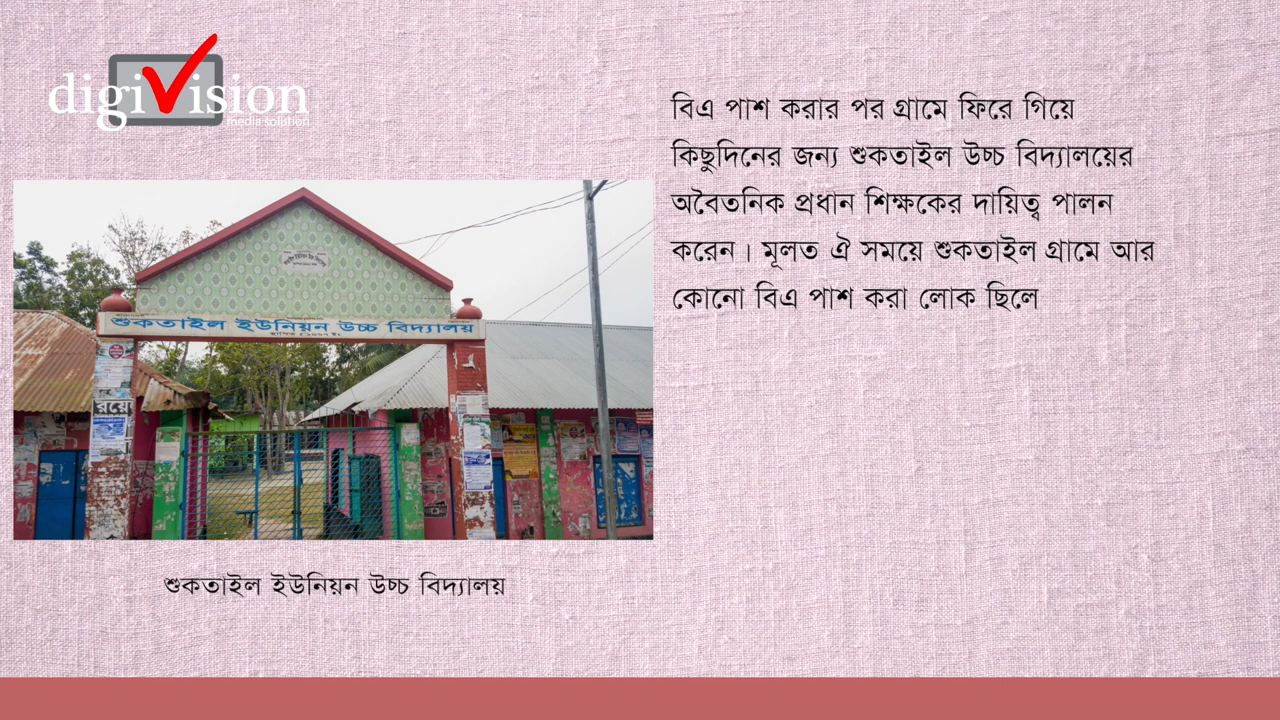 digivision
media solution
বিএ পাশ করার পর গ্রামে ফিরে গিয়ে
কিছুদিনের জন্য শুকতাইল উচ্চ বিদ্যালয়ের
অবৈতনিক প্রধান শিক্ষকের দায়িত্ব পালন
করেন। মূলত ঐ সময়ে শুকতাইল গ্রামে আর
কোনো বিএ পাশ করা লোক ছিলে
শুকতাইল ইউনিয়ন উচ্চ বিদ্যালয়
রয়ে
শুকতাইল ইউনিয়ন উচ্চ বিদ্যালয়